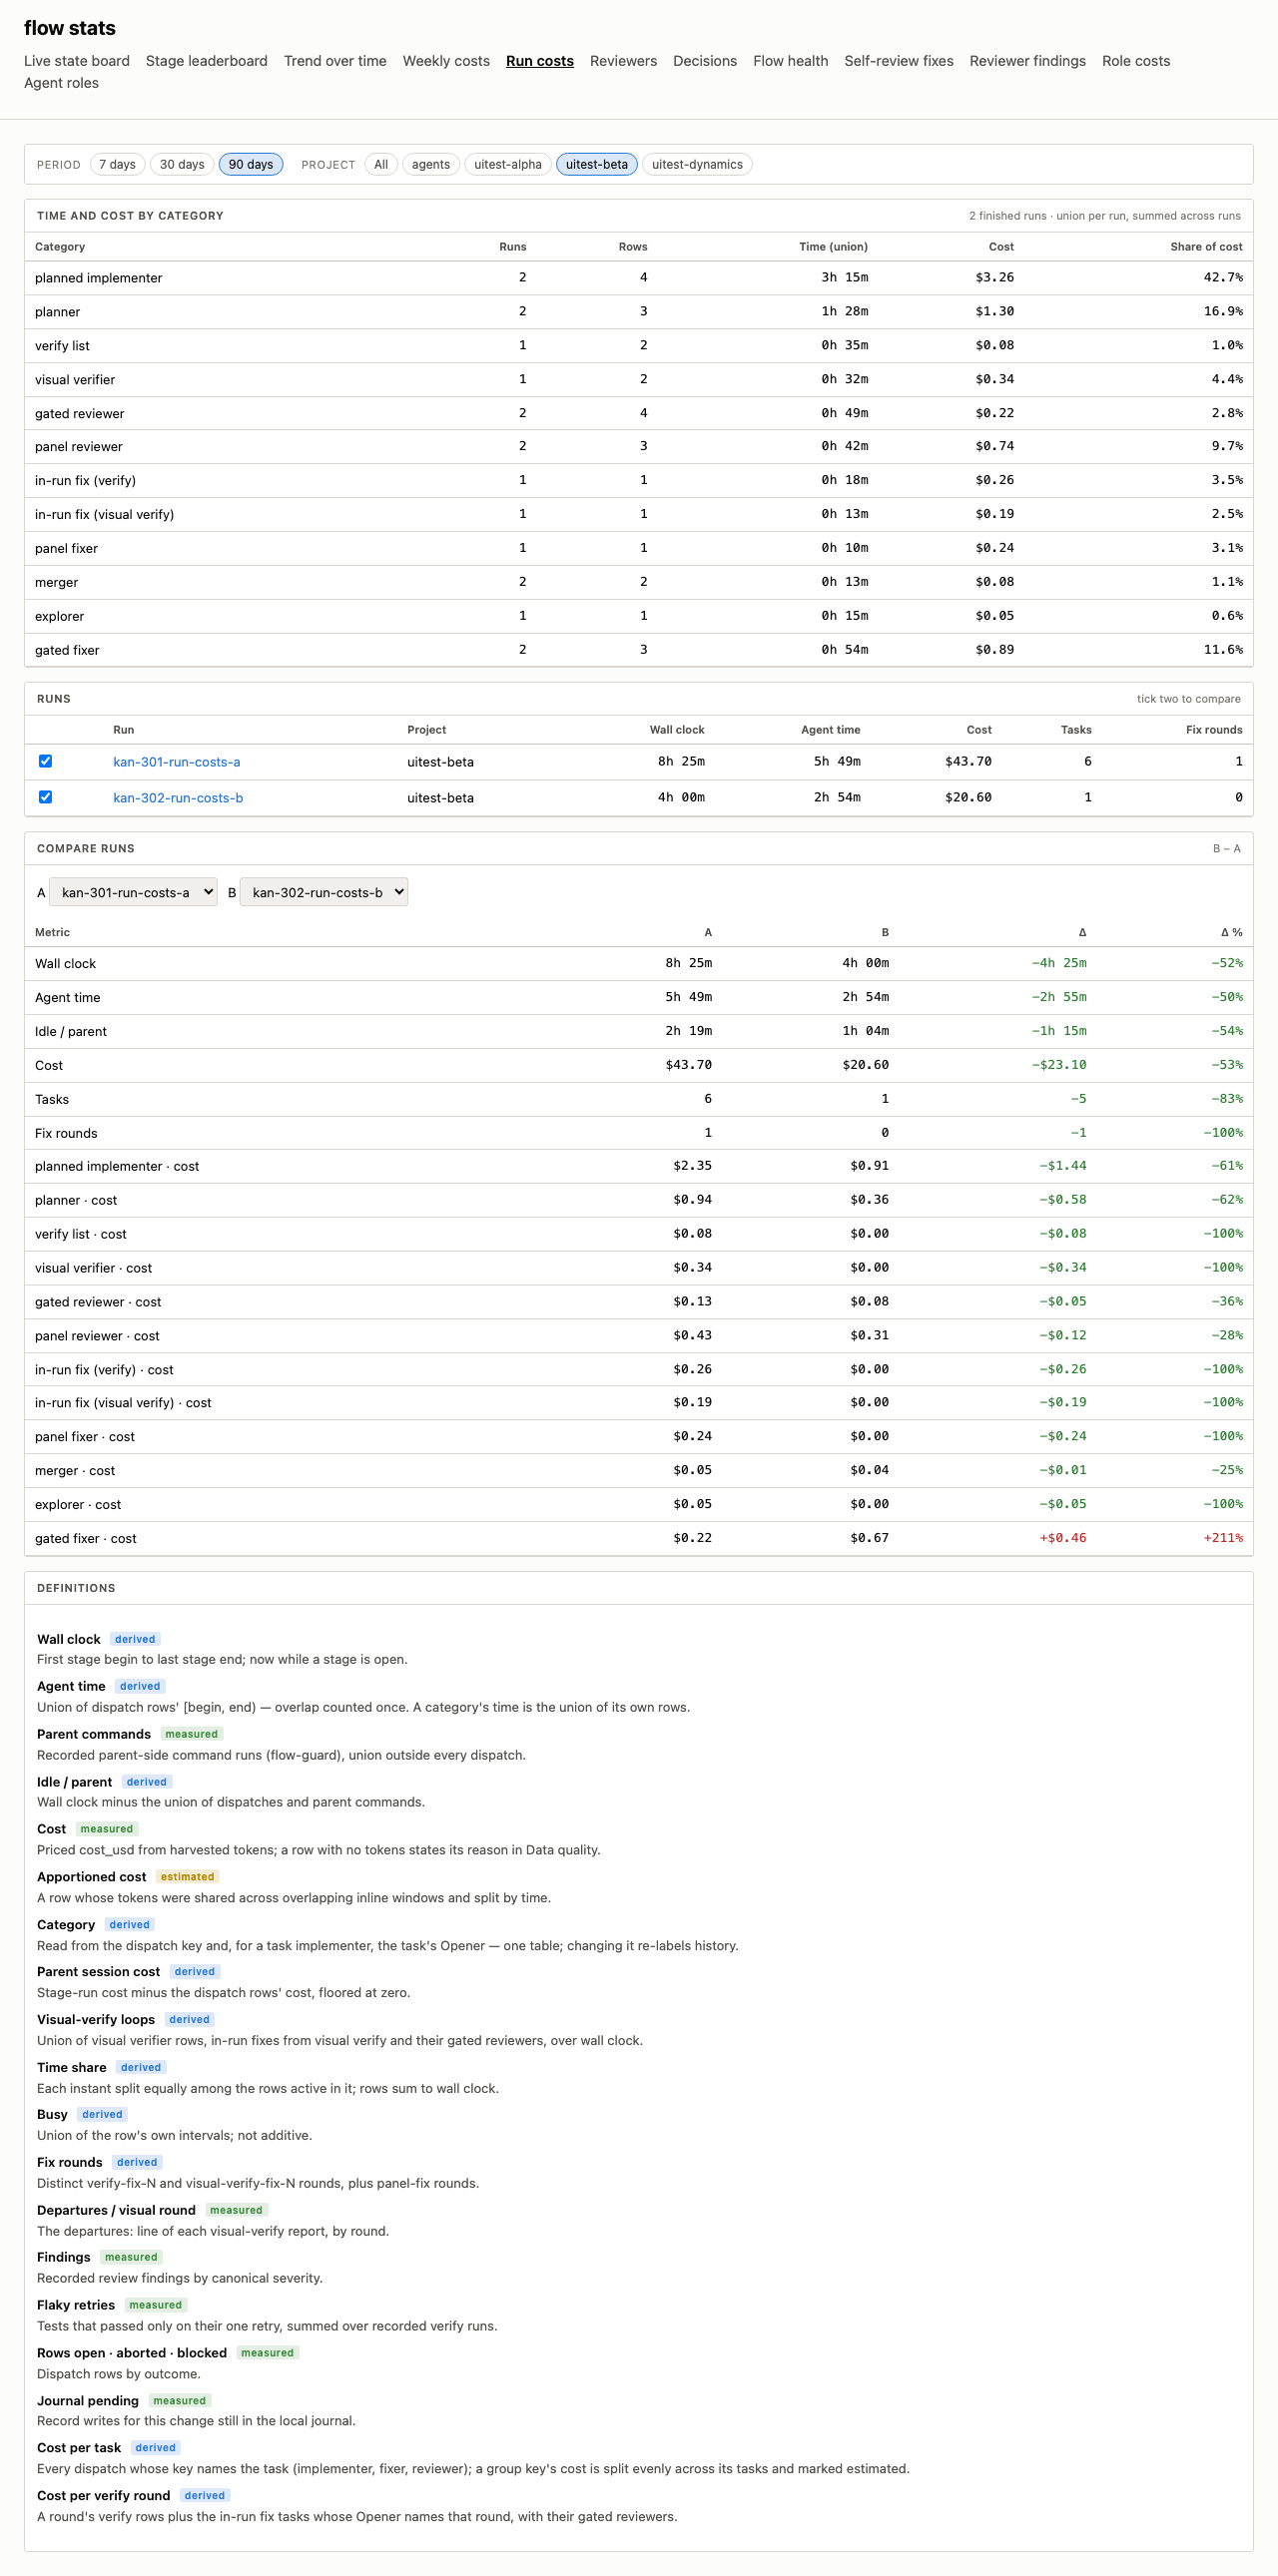 flow stats
Live state board Stage leaderboard Trend over time Weekly costs Run costs Reviewers Decisions Flow health Self-review fixes Reviewer findings Role costs
Agent roles
PERIOD 7 days 30 days 90 days PROJECT All agents uitest-alpha uitest-beta uitest-dynamics
TIME AND COST BY CATEGORY 2 finished runs · union per run, summed across runs
Category Runs Rows Time (union) Cost Share of cost
planned implementer 2 4 3h 15m $3.26 42.7%
planner 2 3 1h 28m $1.30 16.9%
verify list 1 2 0h 35m $0.08 1.0%
visual verifier 1 2 0h 32m $0.34 4.4%
gated reviewer 2 4 0h 49m $0.22 2.8%
panel reviewer 2 3 0h 42m $0.74 9.7%
in-run fix (verify) 1 1 0h 18m $0.26 3.5%
in-run fix (visual verify) 1 1 0h 13m $0.19 2.5%
panel fixer 1 1 0h 10m $0.24 3.1%
merger 2 2 0h 13m $0.08 1.1%
explorer 1 1 0h 15m $0.05 0.6%
gated fixer 2 3 0h 54m $0.89 11.6%
RUNS tick two to compare
Run Project Wall clock Agent time Cost Tasks Fix rounds
kan-301-run-costs-a uitest-beta 8h 25m 5h 49m $43.70 6 1
kan-302-run-costs-b uitest-beta 4h 00m 2h 54m $20.60 1 0
COMPARE RUNS B – A
A kan-301-run-costs-a B kan-302-run-costs-b
Metric A B Δ Δ %
Wall clock 8h 25m 4h 00m −4h 25m −52%
Agent time 5h 49m 2h 54m −2h 55m −50%
Idle / parent 2h 19m 1h 04m −1h 15m −54%
Cost $43.70 $20.60 −$23.10 −53%
Tasks 6 1 −5 −83%
Fix rounds 1 0 −1 −100%
planned implementer · cost $2.35 $0.91 −$1.44 −61%
planner · cost $0.94 $0.36 −$0.58 −62%
verify list · cost $0.08 $0.00 −$0.08 −100%
visual verifier · cost $0.34 $0.00 −$0.34 −100%
gated reviewer · cost $0.13 $0.08 −$0.05 −36%
panel reviewer · cost $0.43 $0.31 −$0.12 −28%
in-run fix (verify) · cost $0.26 $0.00 −$0.26 −100%
in-run fix (visual verify) · cost $0.19 $0.00 −$0.19 −100%
panel fixer · cost $0.24 $0.00 −$0.24 −100%
merger · cost $0.05 $0.04 −$0.01 −25%
explorer · cost $0.05 $0.00 −$0.05 −100%
gated fixer · cost $0.22 $0.67 +$0.46 +211%
DEFINITIONS
Wall clock derived
First stage begin to last stage end; now while a stage is open.
Agent time derived
Union of dispatch rows' [begin, end) — overlap counted once. A category's time is the union of its own rows.
Parent commands measured
Recorded parent-side command runs (flow-guard), union outside every dispatch.
Idle / parent derived
Wall clock minus the union of dispatches and parent commands.
Cost measured
Priced cost_usd from harvested tokens; a row with no tokens states its reason in Data quality.
Apportioned cost estimated
A row whose tokens were shared across overlapping inline windows and split by time.
Category derived
Read from the dispatch key and, for a task implementer, the task's Opener — one table; changing it re-labels history.
Parent session cost derived
Stage-run cost minus the dispatch rows' cost, floored at zero.
Visual-verify loops derived
Union of visual verifier rows, in-run fixes from visual verify and their gated reviewers, over wall clock.
Time share derived
Each instant split equally among the rows active in it; rows sum to wall clock.
Busy derived
Union of the row's own intervals; not additive.
Fix rounds derived
Distinct verify-fix-N and visual-verify-fix-N rounds, plus panel-fix rounds.
Departures / visual round measured
The departures: line of each visual-verify report, by round.
Findings measured
Recorded review findings by canonical severity.
Flaky retries measured
Tests that passed only on their one retry, summed over recorded verify runs.
Rows open · aborted · blocked measured
Dispatch rows by outcome.
Journal pending measured
Record writes for this change still in the local journal.
Cost per task derived
Every dispatch whose key names the task (implementer, fixer, reviewer); a group key's cost is split evenly across its tasks and marked estimated.
Cost per verify round derived
A round's verify rows plus the in-run fix tasks whose Opener names that round, with their gated reviewers.